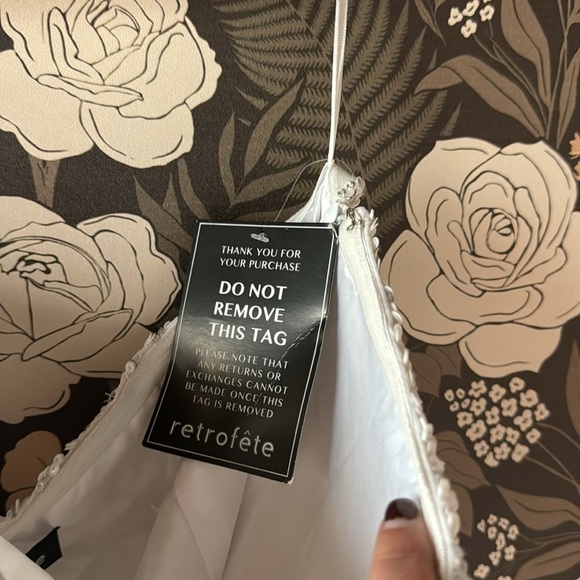 THANK YOU FOR
YOUR PURCHASE
DO NOT
REMOVE
THIS TAG
PLEASE NOTE THAT
ANY RETURNS OR
EXCHANGES CANNOT
BE MADE ONCE THIS
TAG IS REMOVED
retrofête